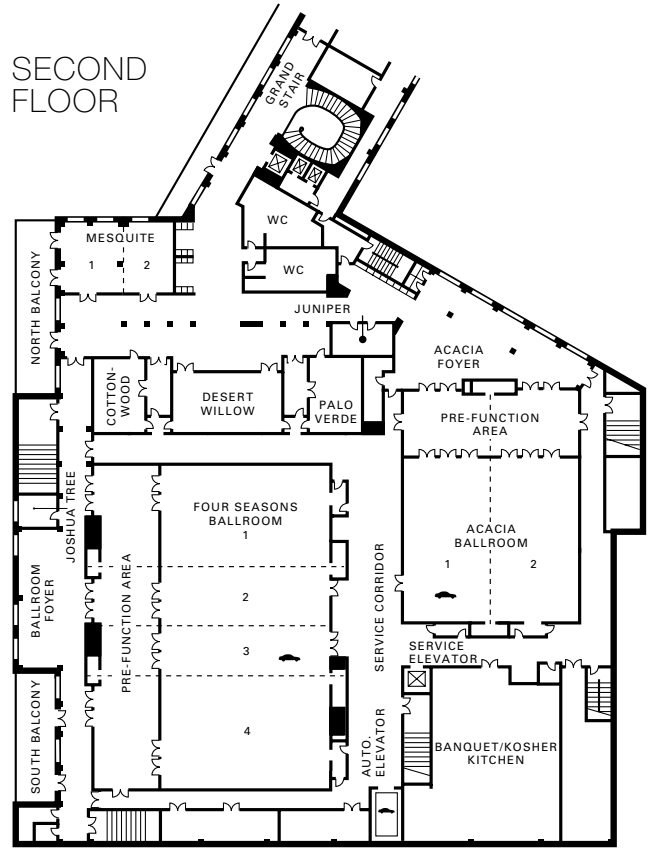 SECOND
FLOOR
GRAND
STAIR
WC
WC
MESQUITE
1
2
NORTH BALCONY
JUNIPER
ACACIA
FOYER
COTTON-
WOOD
DESERT
WILLOW
PALO
VERDE
PRE-FUNCTION
AREA
JOSHUA TREE
FOUR SEASONS
BALLROOM
1
2
3
4
PRE-FUNCTION AREA
BALLROOM
FOYER
SOUTH BALCONY
ACACIA
BALLROOM
1
2
SERVICE CORRIDOR
SERVICE
ELEVATOR
AUTO.
ELEVATOR
BANQUET/KOSHER
KITCHEN